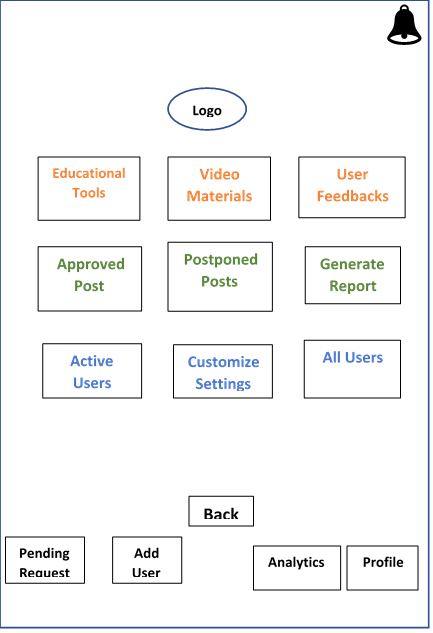 Logo
Educational
Tools
Video
Materials
User
Feedbacks
Approved
Post
Postponed
Posts
Generate
Report
Active
Users
Customize
Settings
All Users
Back
Pending
Request
Add
User
Analytics
Profile